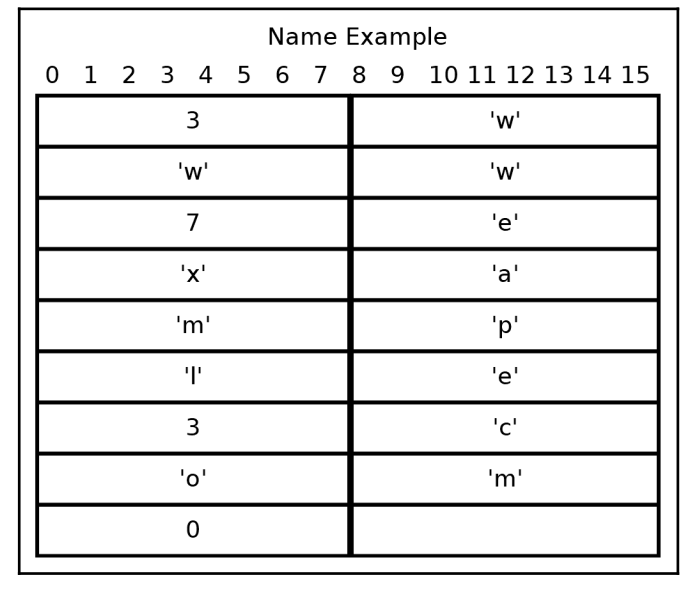 Name Example
0 1 2 3 4 5 6 7 8 9 10 11 12 13 14 15
3 'w'
'w' 'w'
7 'e'
'x' 'a'
'm' 'p'
'l' 'e'
3 'c'
'o' 'm'
0